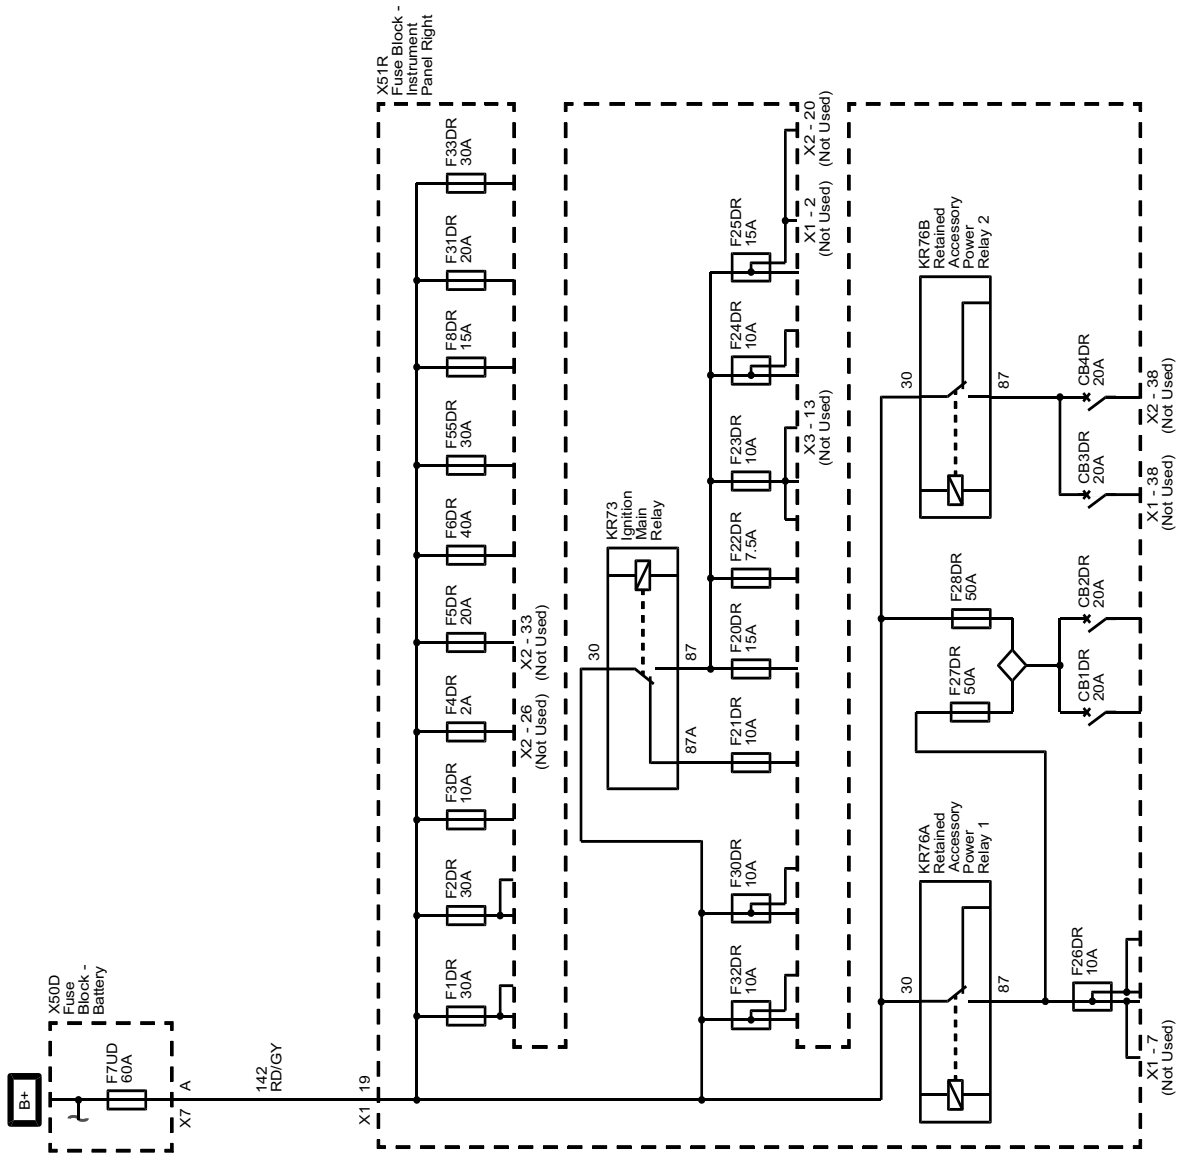 B+
X50D
Fuse
Block -
Battery
F7UD
60A
X7
A
142
RD/GY
X1
19
X51R
Fuse Block -
Instrument
Panel Right
F1DR
30A
F2DR
30A
F3DR
10A
F4DR
2A
F5DR
20A
F6DR
40A
F55DR
30A
F8DR
15A
F31DR
20A
F33DR
30A
X2 - 26
(Not Used)
X2 - 33
(Not Used)
KR73
Ignition
Main
Relay
30
87A
87
F32DR
10A
F30DR
10A
F21DR
10A
F20DR
15A
F22DR
7.5A
F23DR
10A
F24DR
10A
F25DR
15A
X3 - 13
(Not Used)
X1 - 2
(Not Used)
X2 - 20
(Not Used)
KR76A
Retained
Accessory
Power
Relay 1
30
87
F26DR
10A
X1 - 7
(Not Used)
F27DR
50A
F28DR
50A
CB1DR
20A
CB2DR
20A
KR76B
Retained
Accessory
Power
Relay 2
30
87
CB3DR
20A
CB4DR
20A
X1 - 38
(Not Used)
X2 - 38
(Not Used)